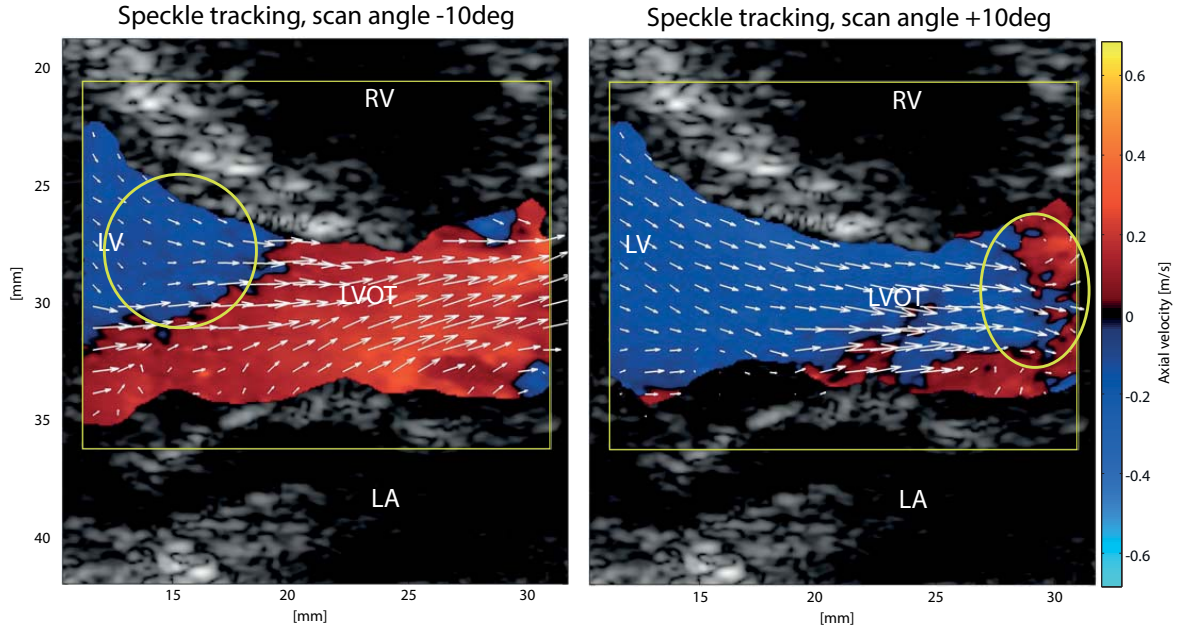 Speckle tracking, scan angle -10deg
Speckle tracking, scan angle +10deg
20
25
30
35
40
[mm]
RV
LV
LVOT
LA
15
20
25
30
[mm]
RV
LV
LVOT
LA
15
20
25
30
[mm]
0.6
0.4
0.2
0
-0.2
-0.4
-0.6
Axial velocity [m/s]